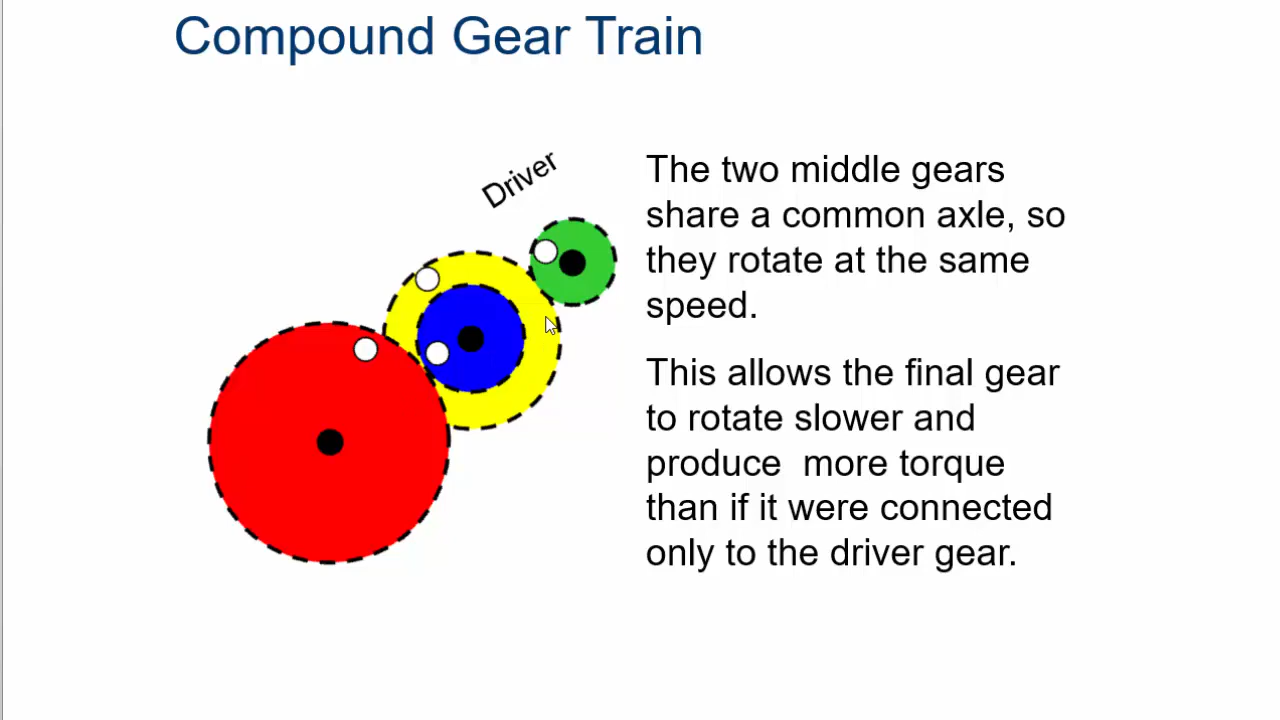 Compound Gear Train
Driver
The two middle gears
share a common axle, so
they rotate at the same
speed.
This allows the final gear
to rotate slower and
produce  more torque
than if it were connected
only to the driver gear.